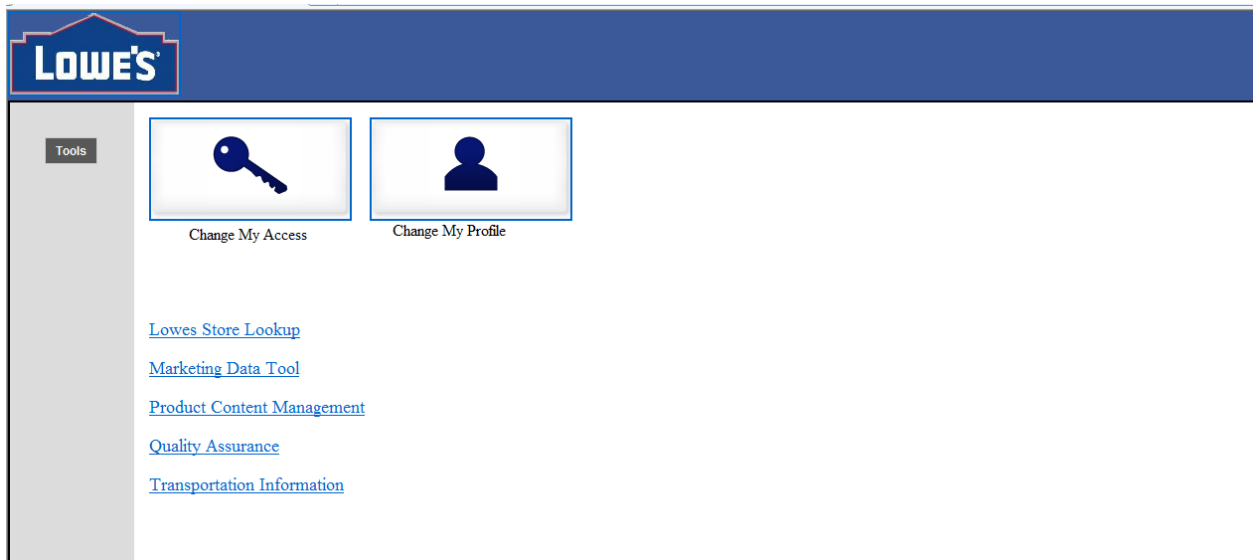 LOWE'S
Tools
Change My Access
Change My Profile
Lowes Store Lookup
Marketing Data Tool
Product Content Management
Quality Assurance
Transportation Information